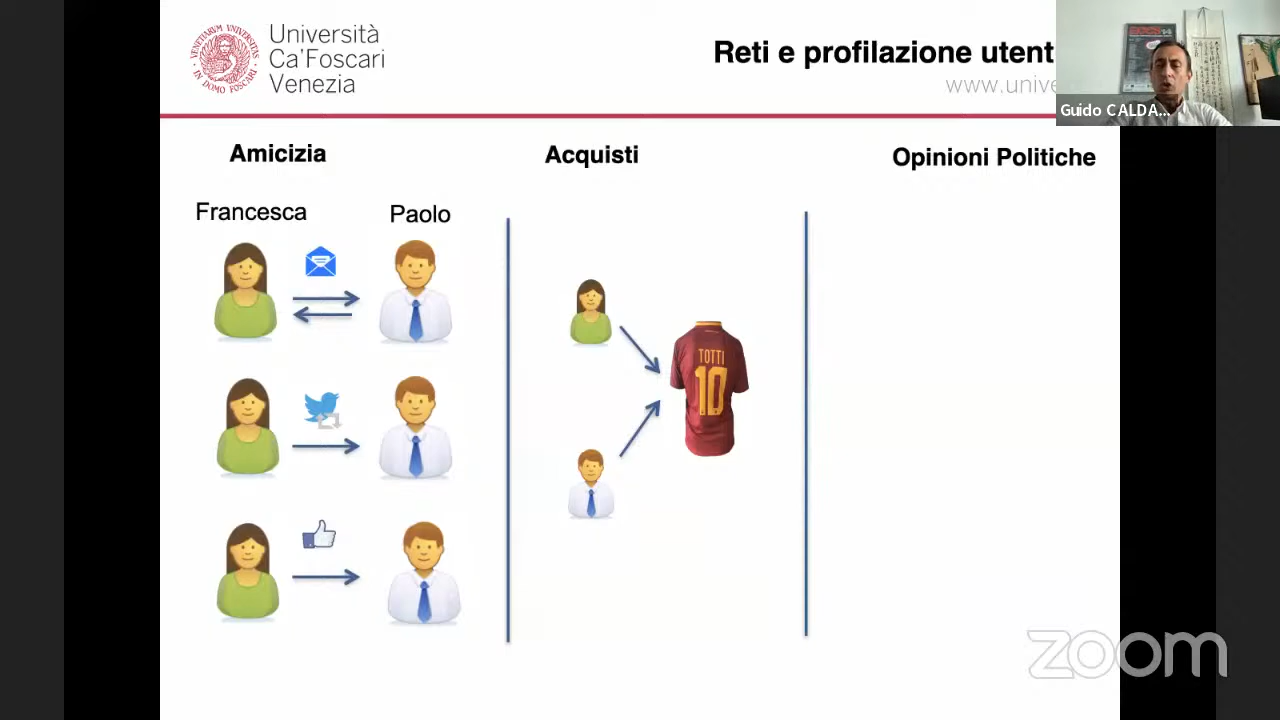 Università
Ca'Foscari
Venezia
Reti e profilazione utent
www.unive
Guido CALDA...
Amicizia
Acquisti
Opinioni Politiche
Francesca
Paolo
TOTTI
10
zoom